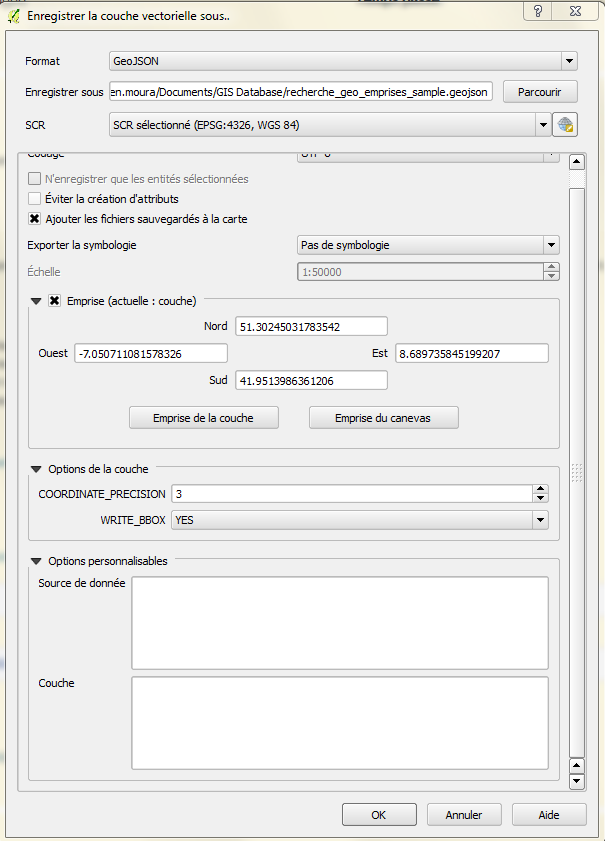 Enregistrer la couche vectorielle sous..
Format GeoJSON
Enregistrer sous en.moura/Documents/GIS Database/recherche_geo_emprises_sample.geojson Parcourir
SCR SCR sélectionné (EPSG:4326, WGS 84)
N'enregistrer que les entités sélectionnées
Éviter la création d'attributs
Ajouter les fichiers sauvegardés à la carte
Exporter la symbologie Pas de symbologie
Échelle 1:50000
Emprise (actuelle : couche)
Nord 51.30245031783542
Ouest -7.050711081578326 Est 8.689735845199207
Sud 41.9513986361206
Emprise de la couche Emprise du canevas
Options de la couche
COORDINATE_PRECISION 3
WRITE_BBOX YES
Options personnalisables
Source de donnée
Couche
OK Annuler Aide